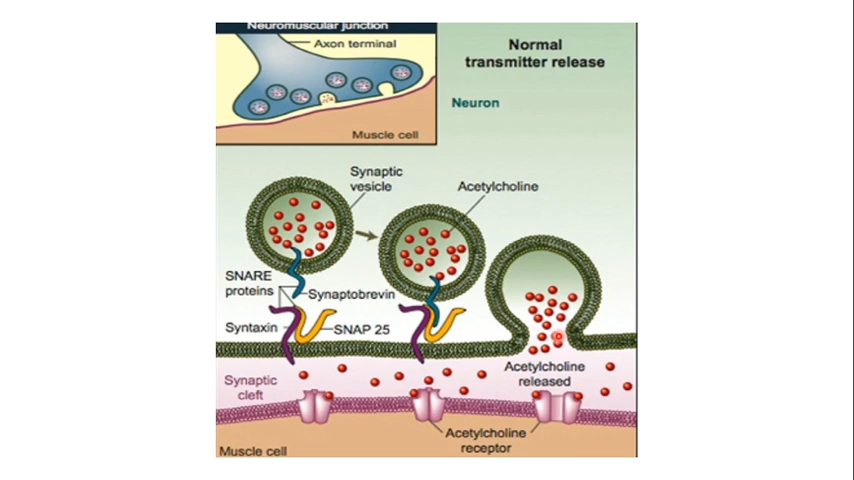 Neuromuscular junction
Axon terminal
Muscle cell
Normal
transmitter release
Neuron
Synaptic
vesicle
Acetylcholine
SNARE
proteins
Synaptobrevin
Syntaxin
SNAP 25
Acetylcholine
released
Synaptic
cleft
Acetylcholine
receptor
Muscle cell